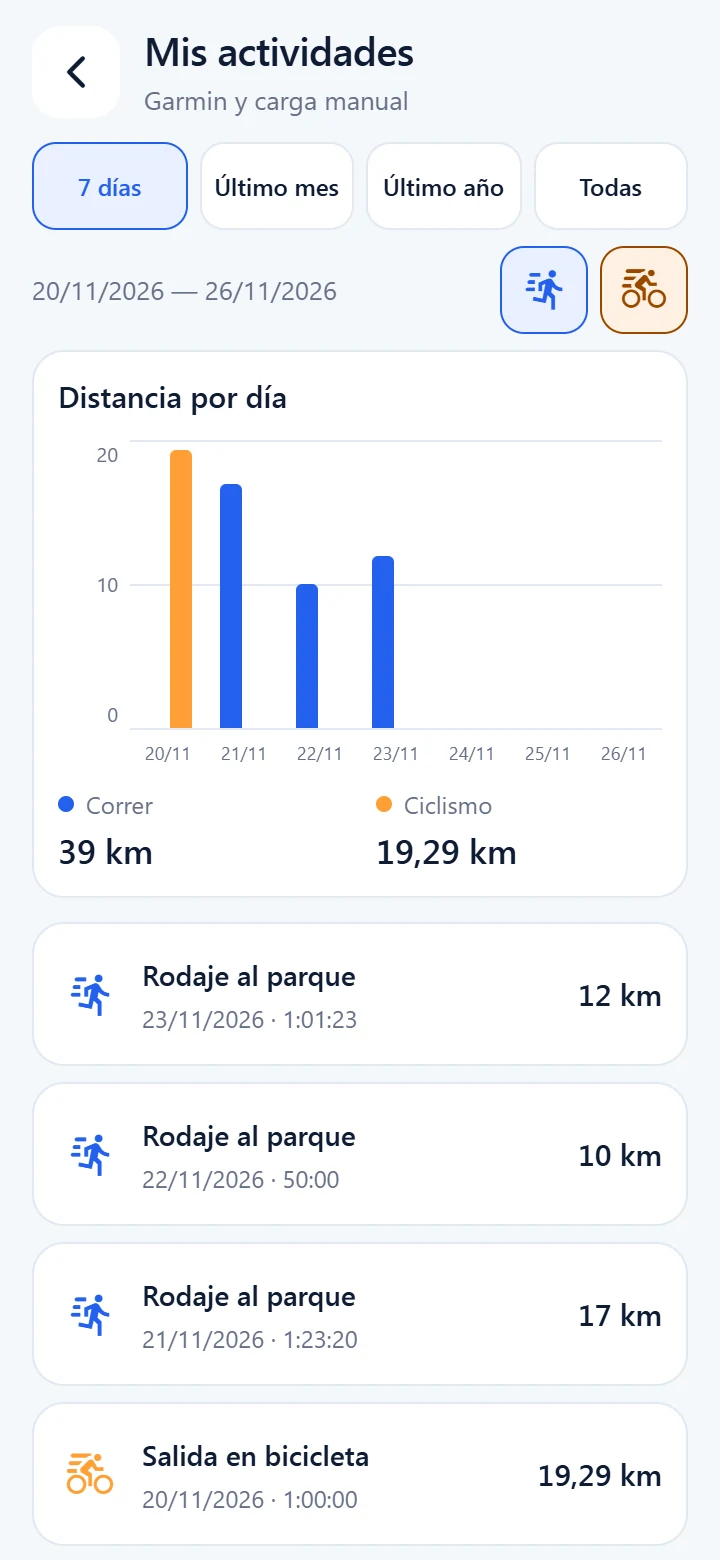 Mis actividades
Garmin y carga manual
7 días
Último mes
Último año
Todas
20/11/2026 — 26/11/2026
Distancia por día
20
10
0
20/11 21/11 22/11 23/11 24/11 25/11 26/11
Correr
39 km
Ciclismo
19,29 km
Rodaje al parque
23/11/2026 · 1:01:23
12 km
Rodaje al parque
22/11/2026 · 50:00
10 km
Rodaje al parque
21/11/2026 · 1:23:20
17 km
Salida en bicicleta
20/11/2026 · 1:00:00
19,29 km